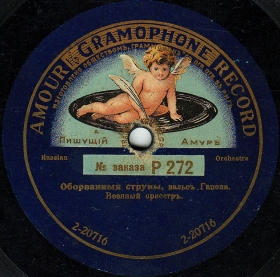 AMOUR GRAMOPHONE RECORD
Пишущій Амуръ
Russian Orchestra
№ заказа P 272
Оборванныя струны, вальсъ, Гадова.
Военный оркестръ.
2-20716 2-20716